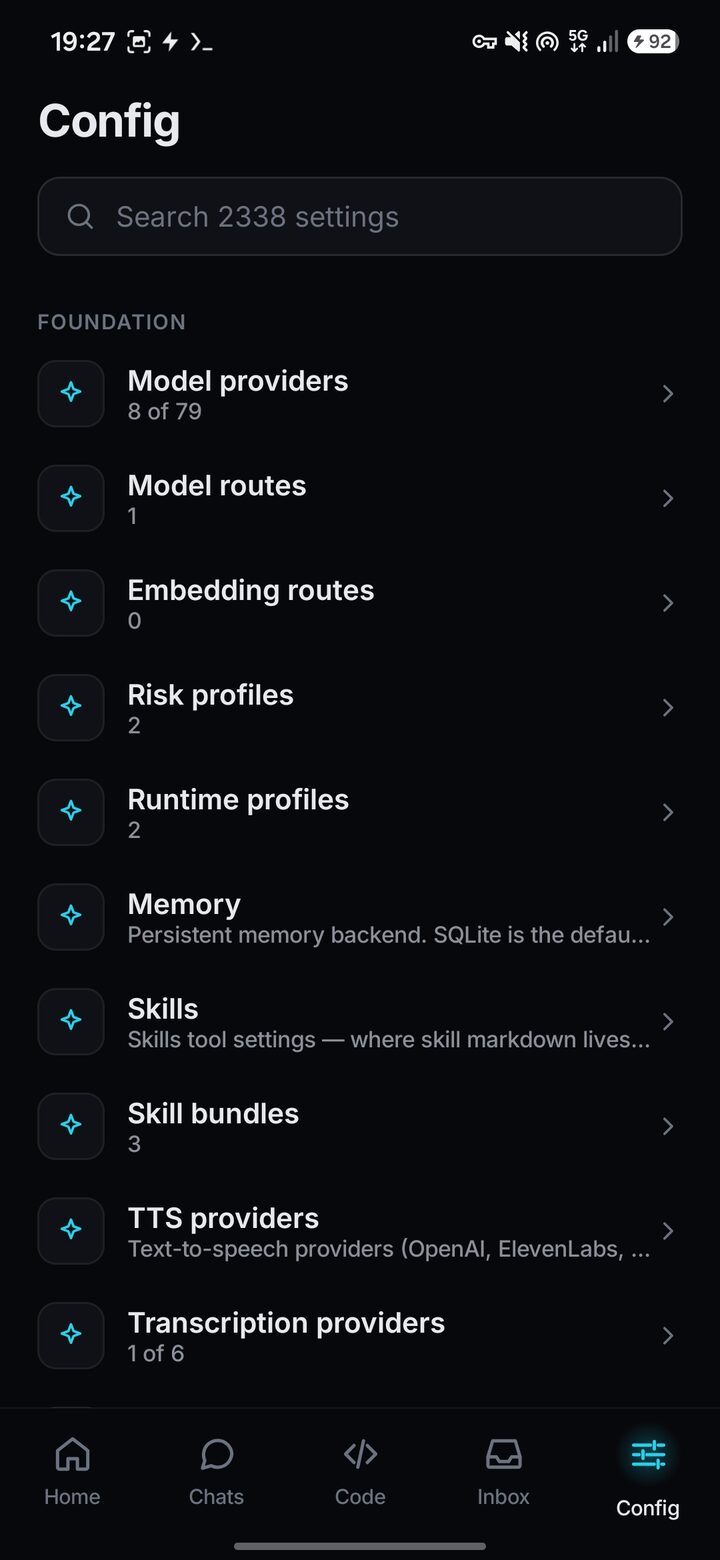 19:27
5G
92
Config
Search 2338 settings
FOUNDATION
Model providers
8 of 79
Model routes
1
Embedding routes
0
Risk profiles
2
Runtime profiles
2
Memory
Persistent memory backend. SQLite is the defau...
Skills
Skills tool settings — where skill markdown lives...
Skill bundles
3
TTS providers
Text-to-speech providers (OpenAI, ElevenLabs, ...
Transcription providers
1 of 6
Home
Chats
Code
Inbox
Config